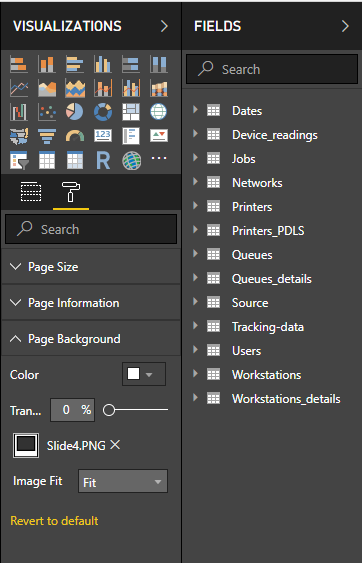 VISUALIZATIONS
123
R
Search
Page Size
Page Information
Page Background
Color
Tran... 0 %
Slide4.PNG
Image Fit Fit
Revert to default
FIELDS
Search
Dates
Device_readings
Jobs
Networks
Printers
Printers_PDLS
Queues
Queues_details
Source
Tracking-data
Users
Workstations
Workstations_details